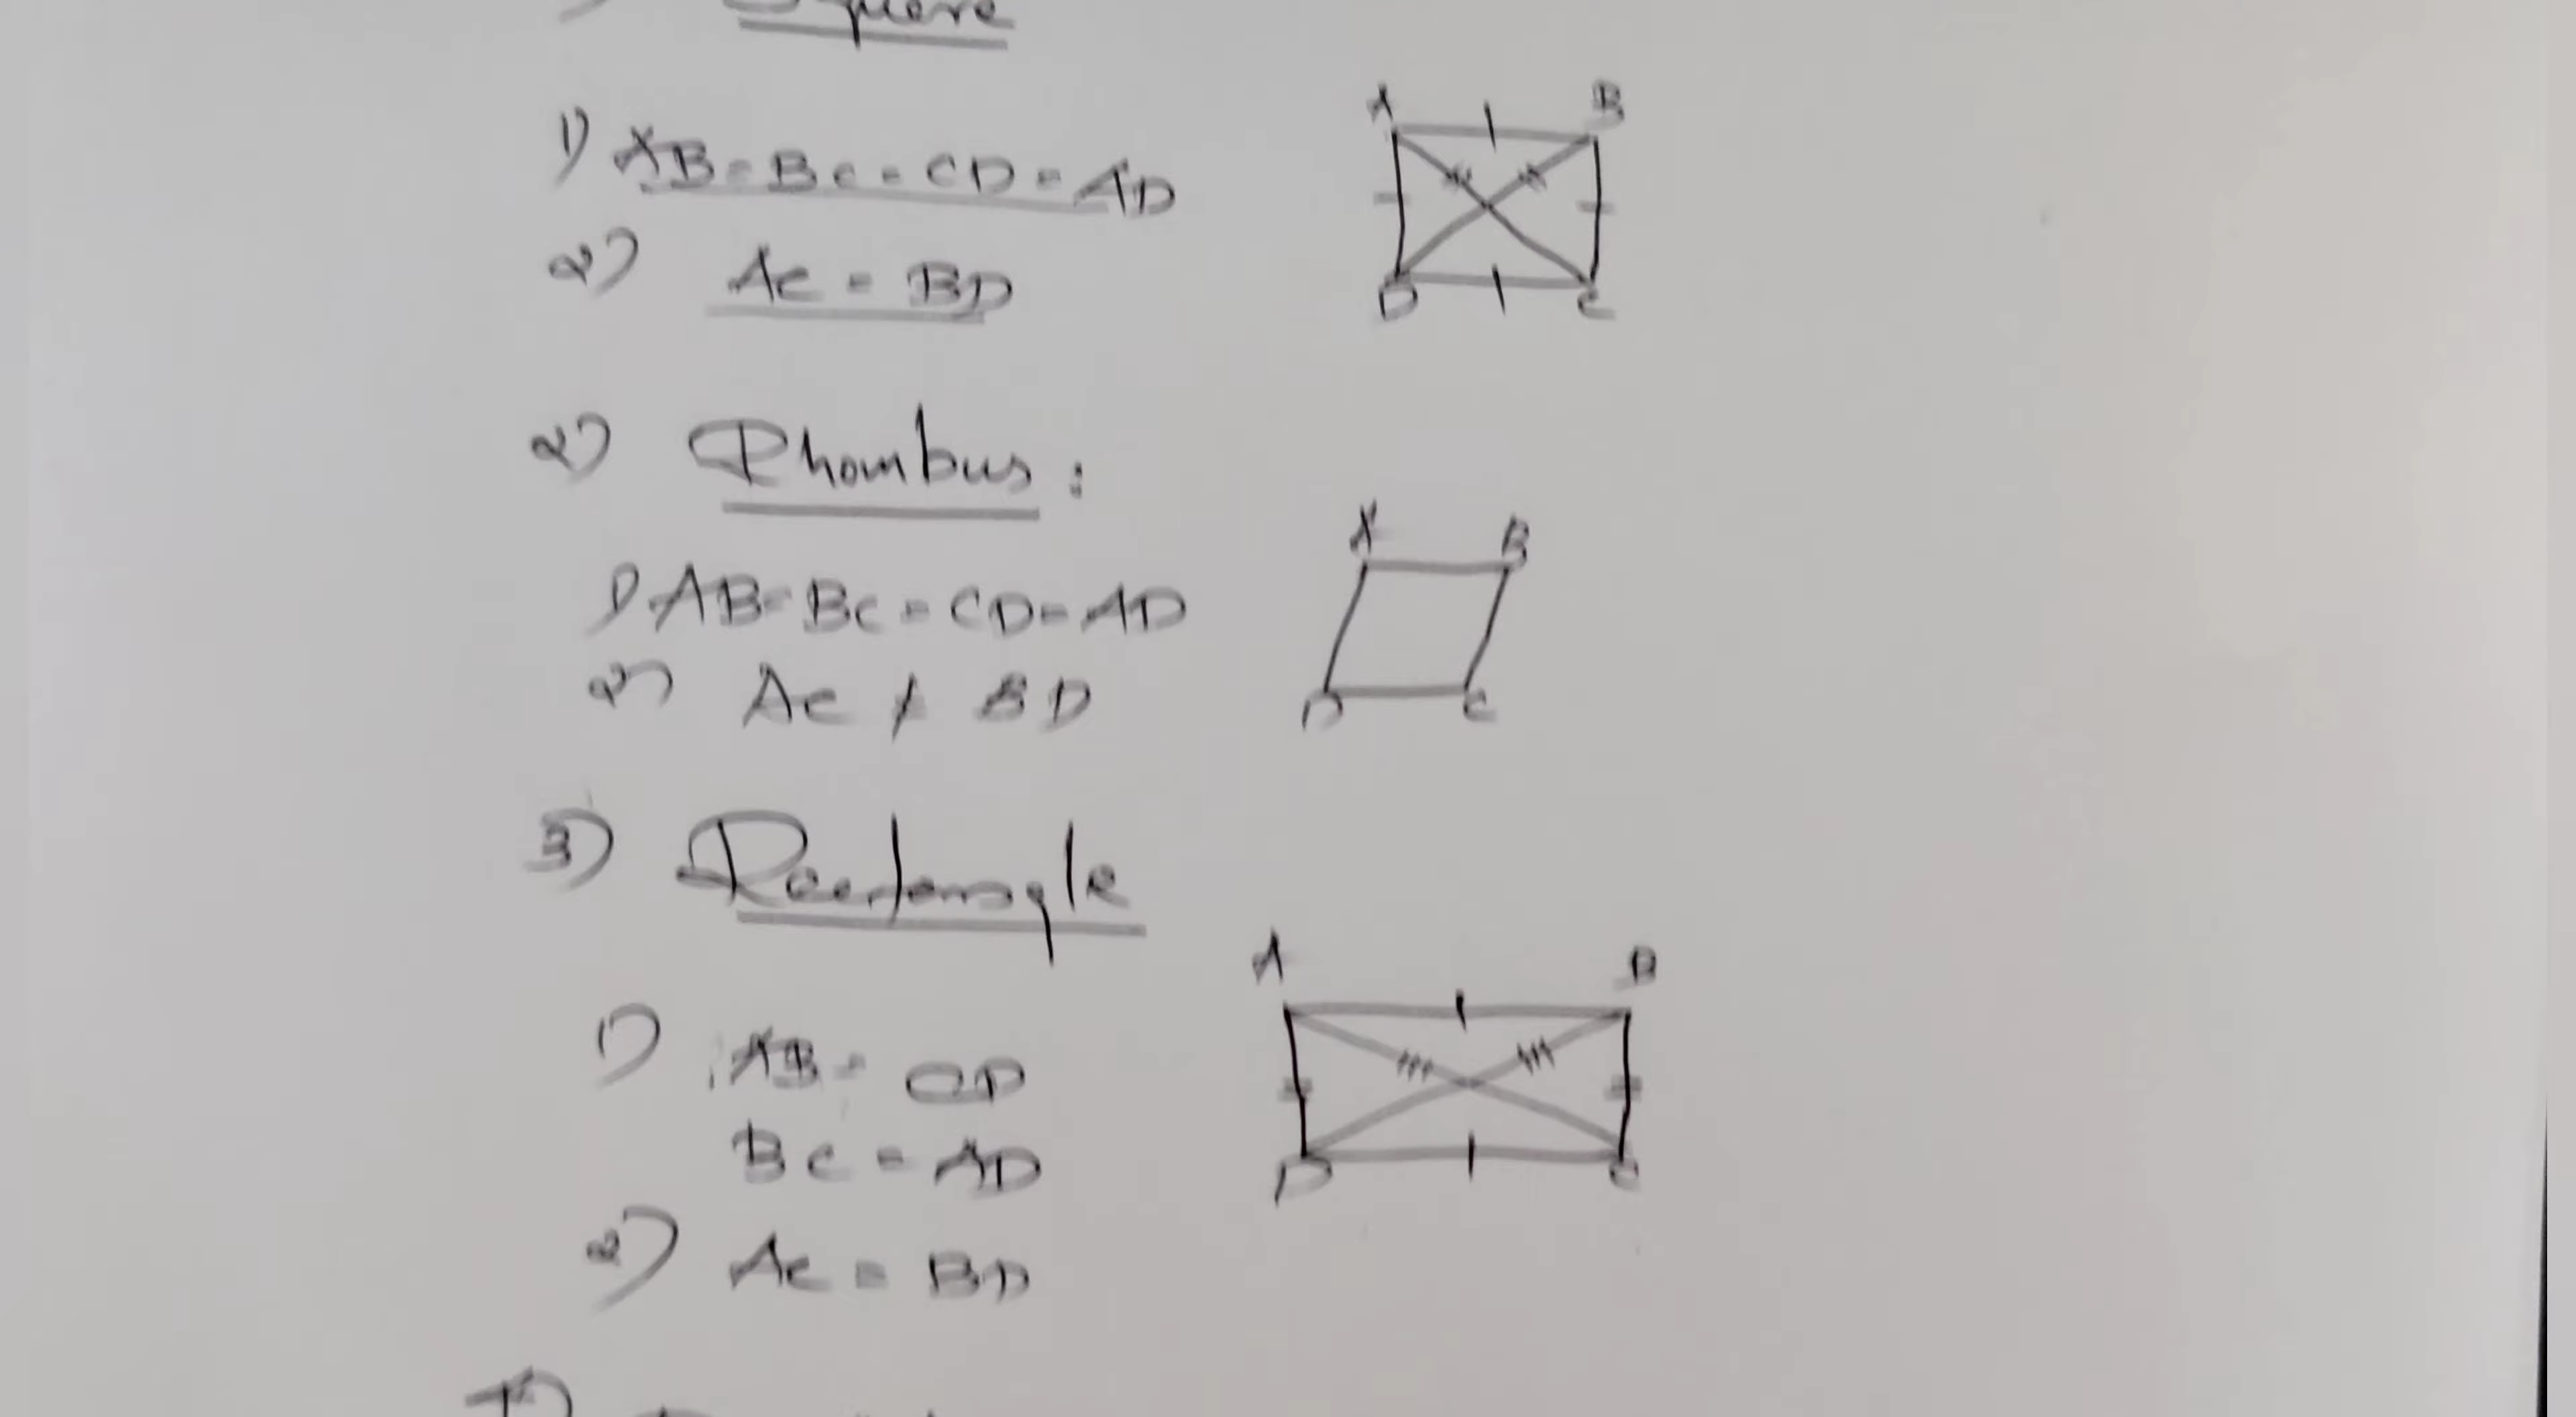 Square
1) AB = BC = CD = AD
2) AC = BD
A B
D C
2) Rhombus :
1) AB = BC = CD = AD
2) AC ≠ BD
A B
D C
3) Rectangle
1) AB = CD
BC = AD
2) AC = BD
A B
D C